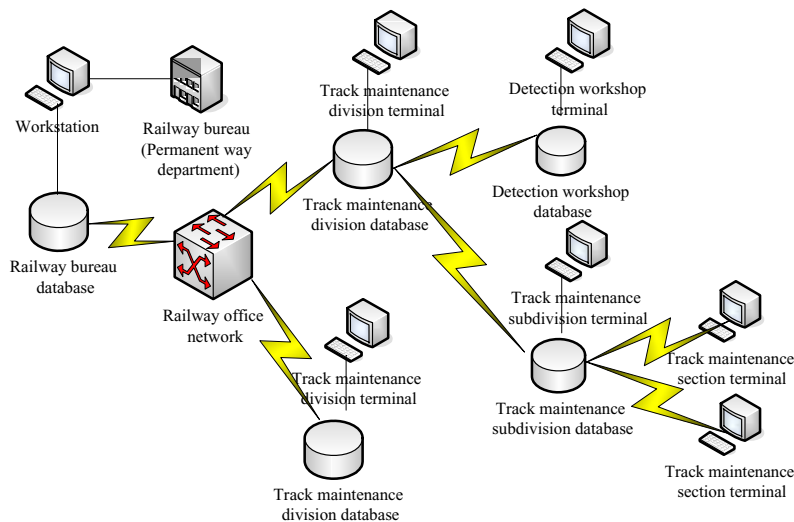 Workstation
Railway bureau
(Permanent way
department)
Track maintenance
division terminal
Detection workshop
terminal
Railway bureau
database
Railway office
network
Track maintenance
division database
Detection workshop
database
Track maintenance
subdivision terminal
Track maintenance
division terminal
Track maintenance
section terminal
Track maintenance
subdivision database
Track maintenance
section terminal
Track maintenance
division database